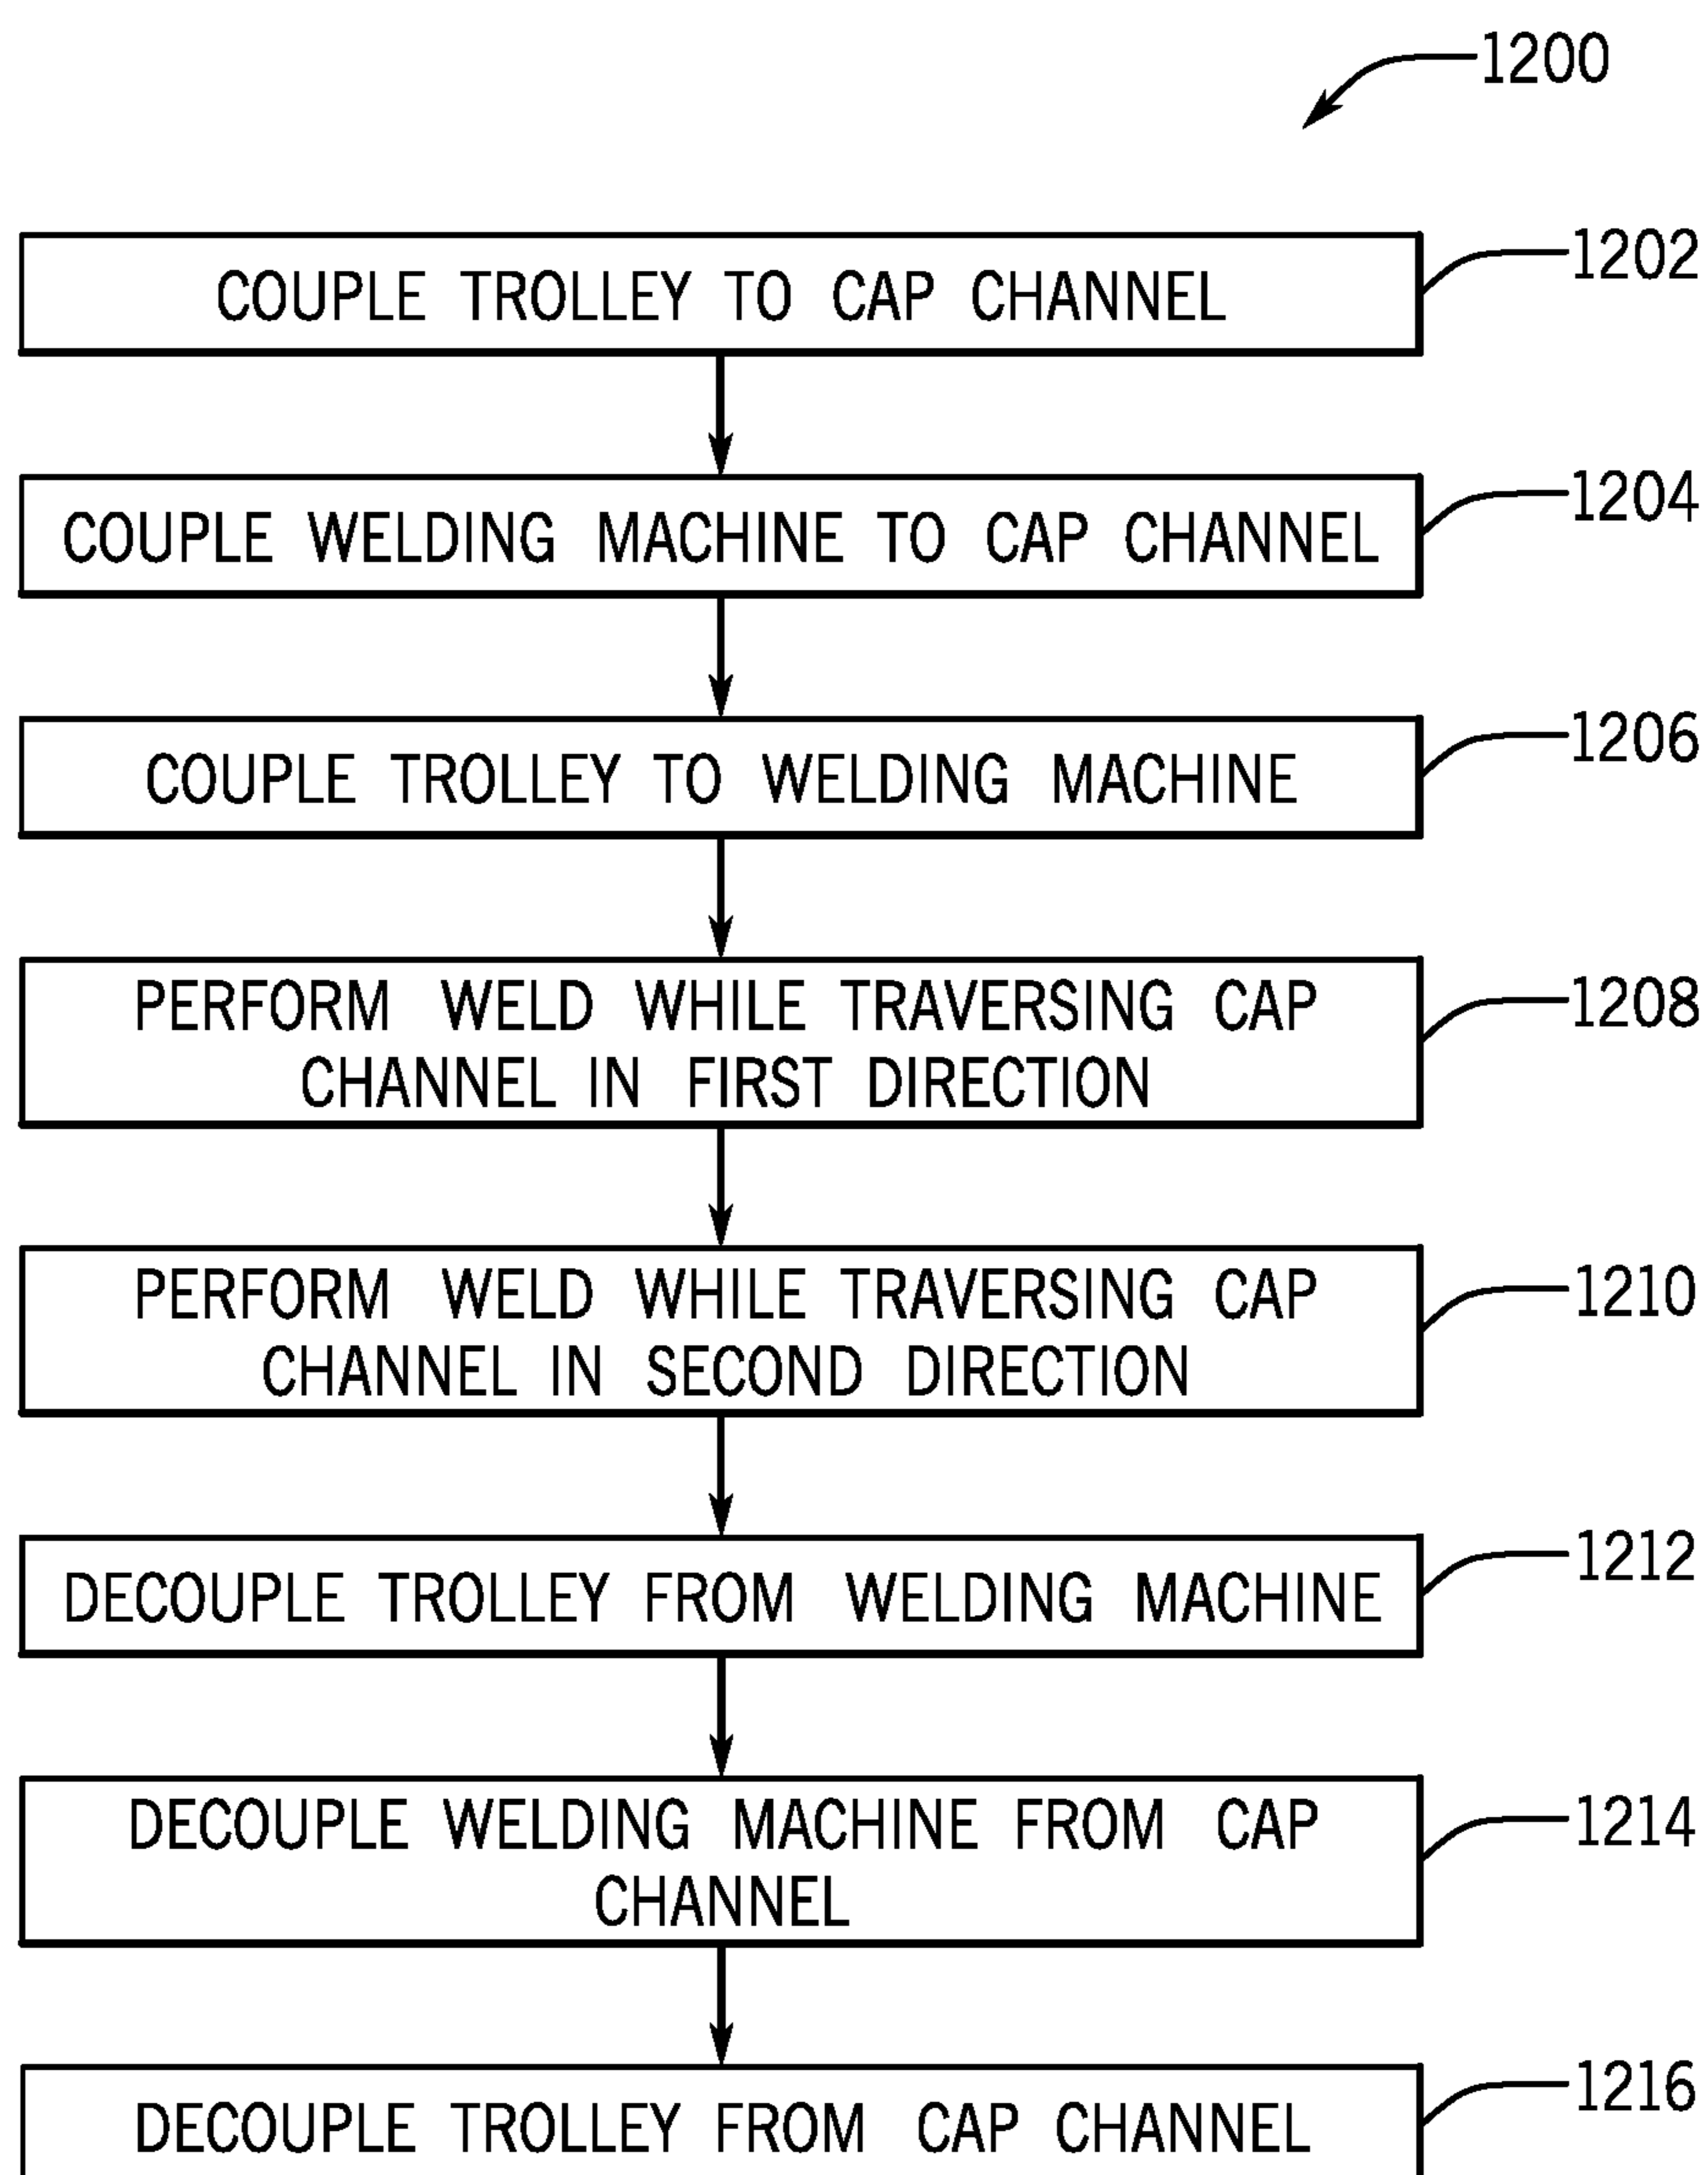 1200
COUPLE TROLLEY TO CAP CHANNEL
1202
COUPLE WELDING MACHINE TO CAP CHANNEL
1204
COUPLE TROLLEY TO WELDING MACHINE
1206
PERFORM WELD WHILE TRAVERSING CAP
CHANNEL IN FIRST DIRECTION
1208
PERFORM WELD WHILE TRAVERSING CAP
CHANNEL IN SECOND DIRECTION
1210
DECOUPLE TROLLEY FROM WELDING MACHINE
1212
DECOUPLE WELDING MACHINE FROM CAP
CHANNEL
1214
DECOUPLE TROLLEY FROM CAP CHANNEL
1216